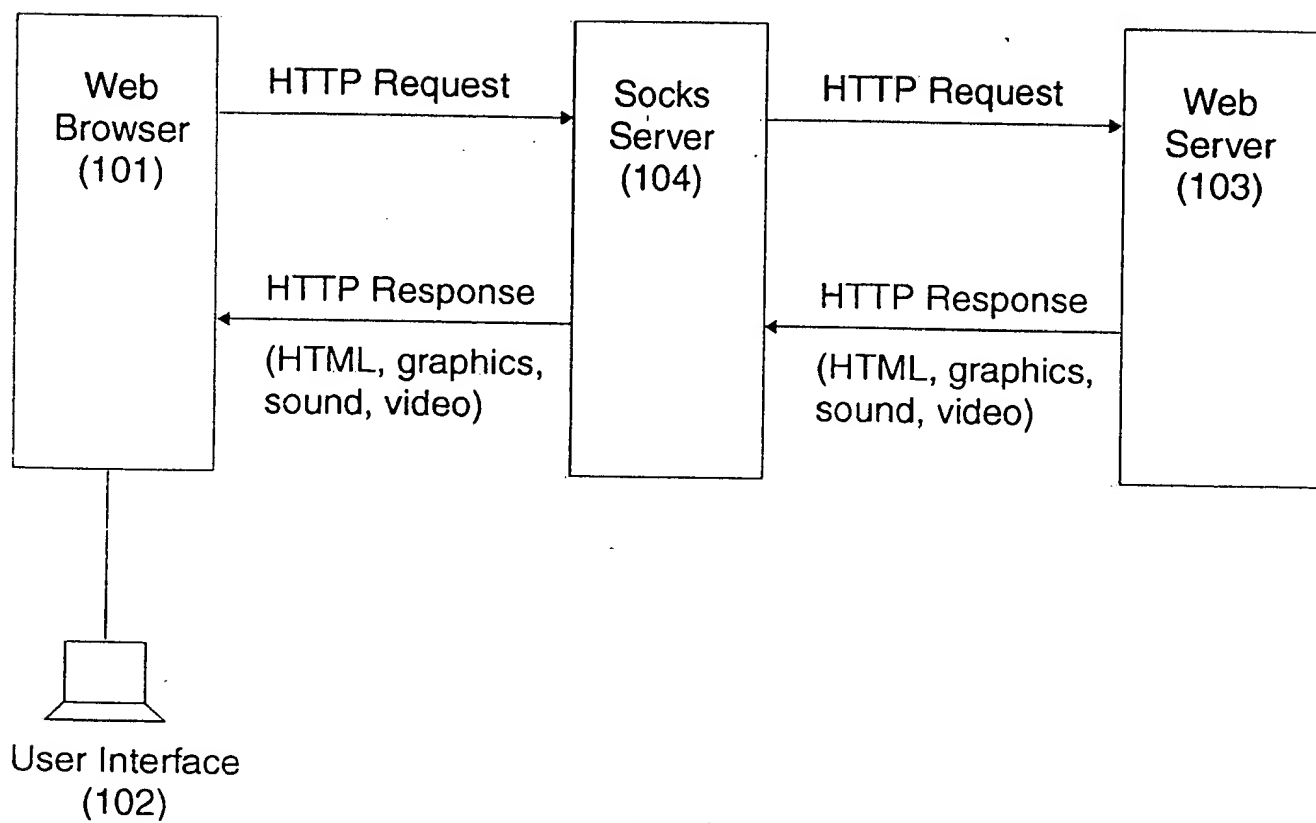 Web
Browser
(101)
HTTP Request
Socks
Server
(104)
HTTP Request
Web
Server
(103)
HTTP Response
(HTML, graphics,
sound, video)
HTTP Response
(HTML, graphics,
sound, video)
User Interface
(102)